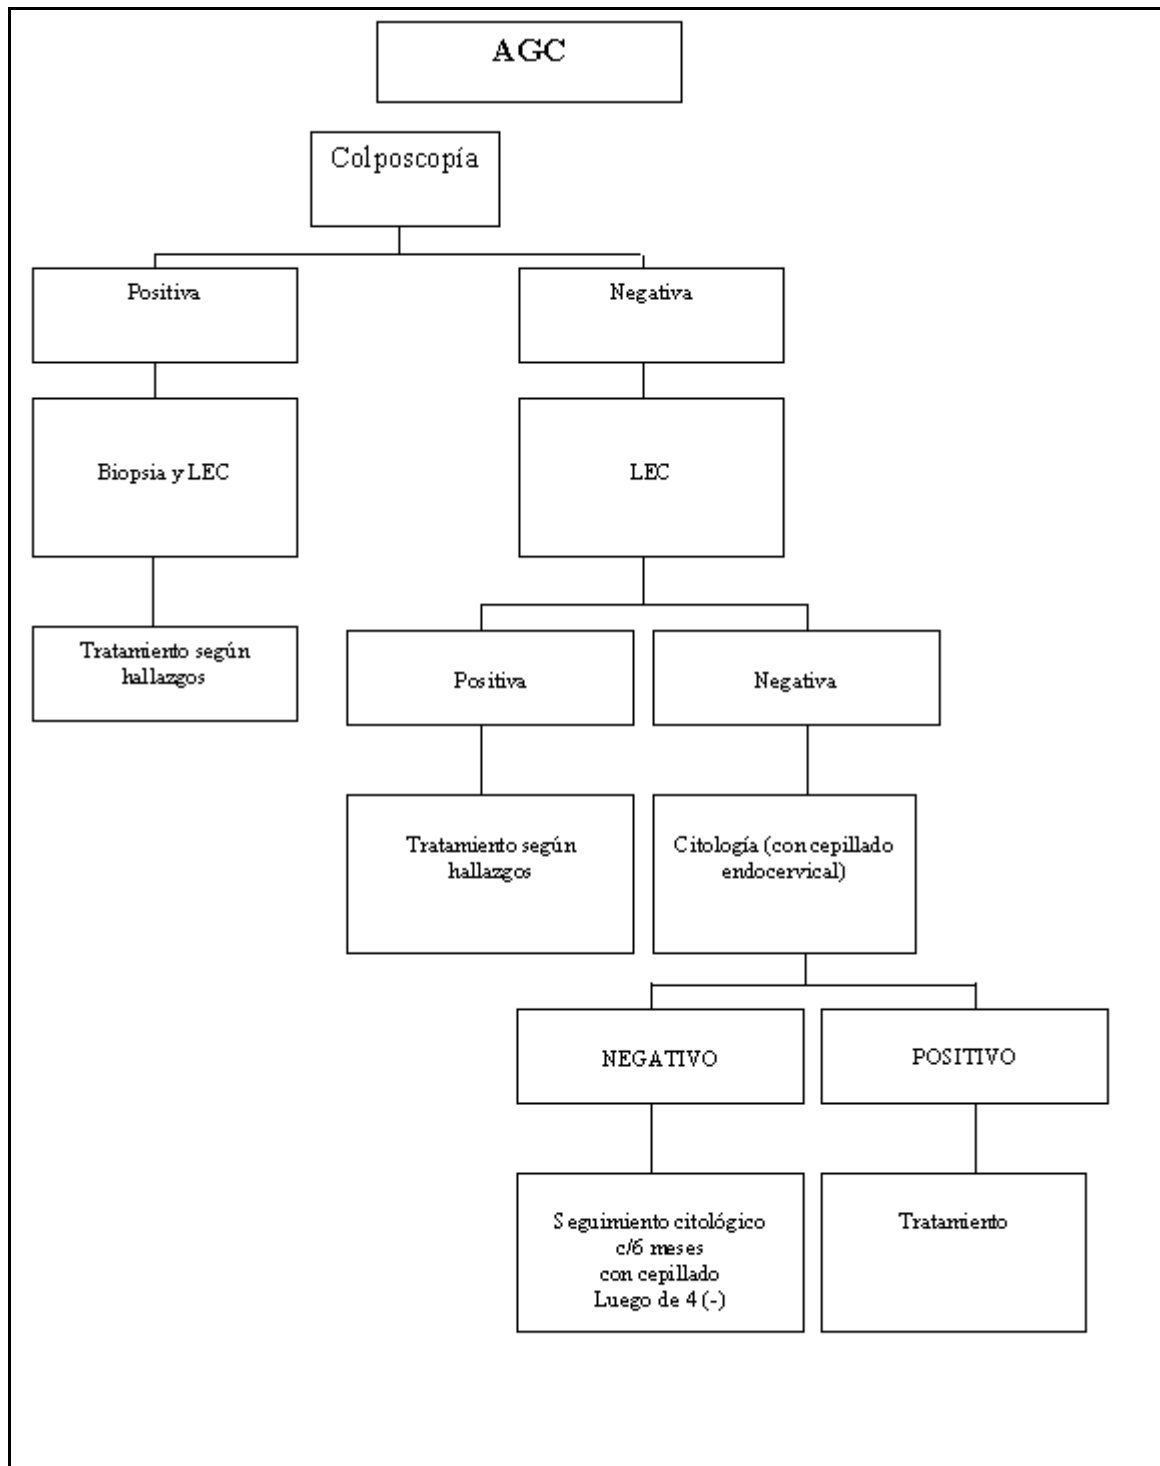 AGC
Colposcopía
Positiva
Negativa
Biopsia y LEC
LEC
Tratamiento según
hallazgos
Positiva
Negativa
Tratamiento según
hallazgos
Citología (con cepillado
endocervical)
NEGATIVO
POSITIVO
Seguimiento citológico
c/6 meses
con cepillado
Luego de 4 (-)
Tratamiento